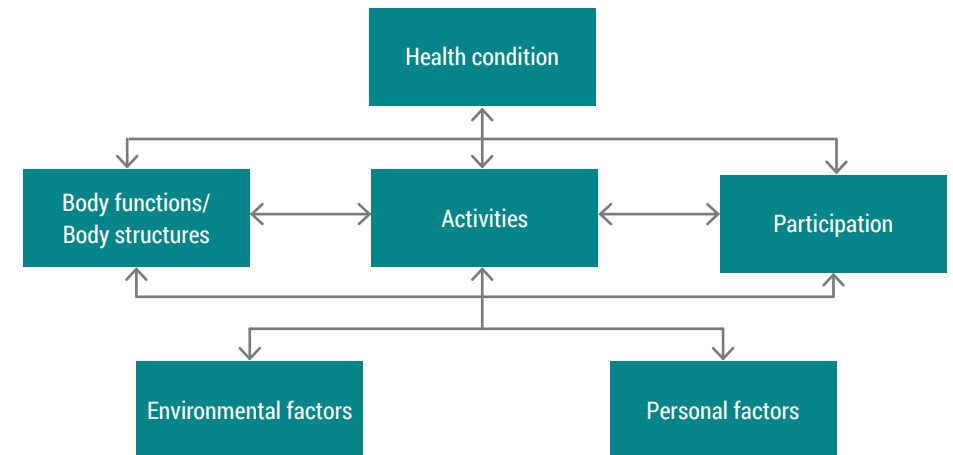 Health condition
Body functions/
Body structures
Activities
Participation
Environmental factors
Personal factors